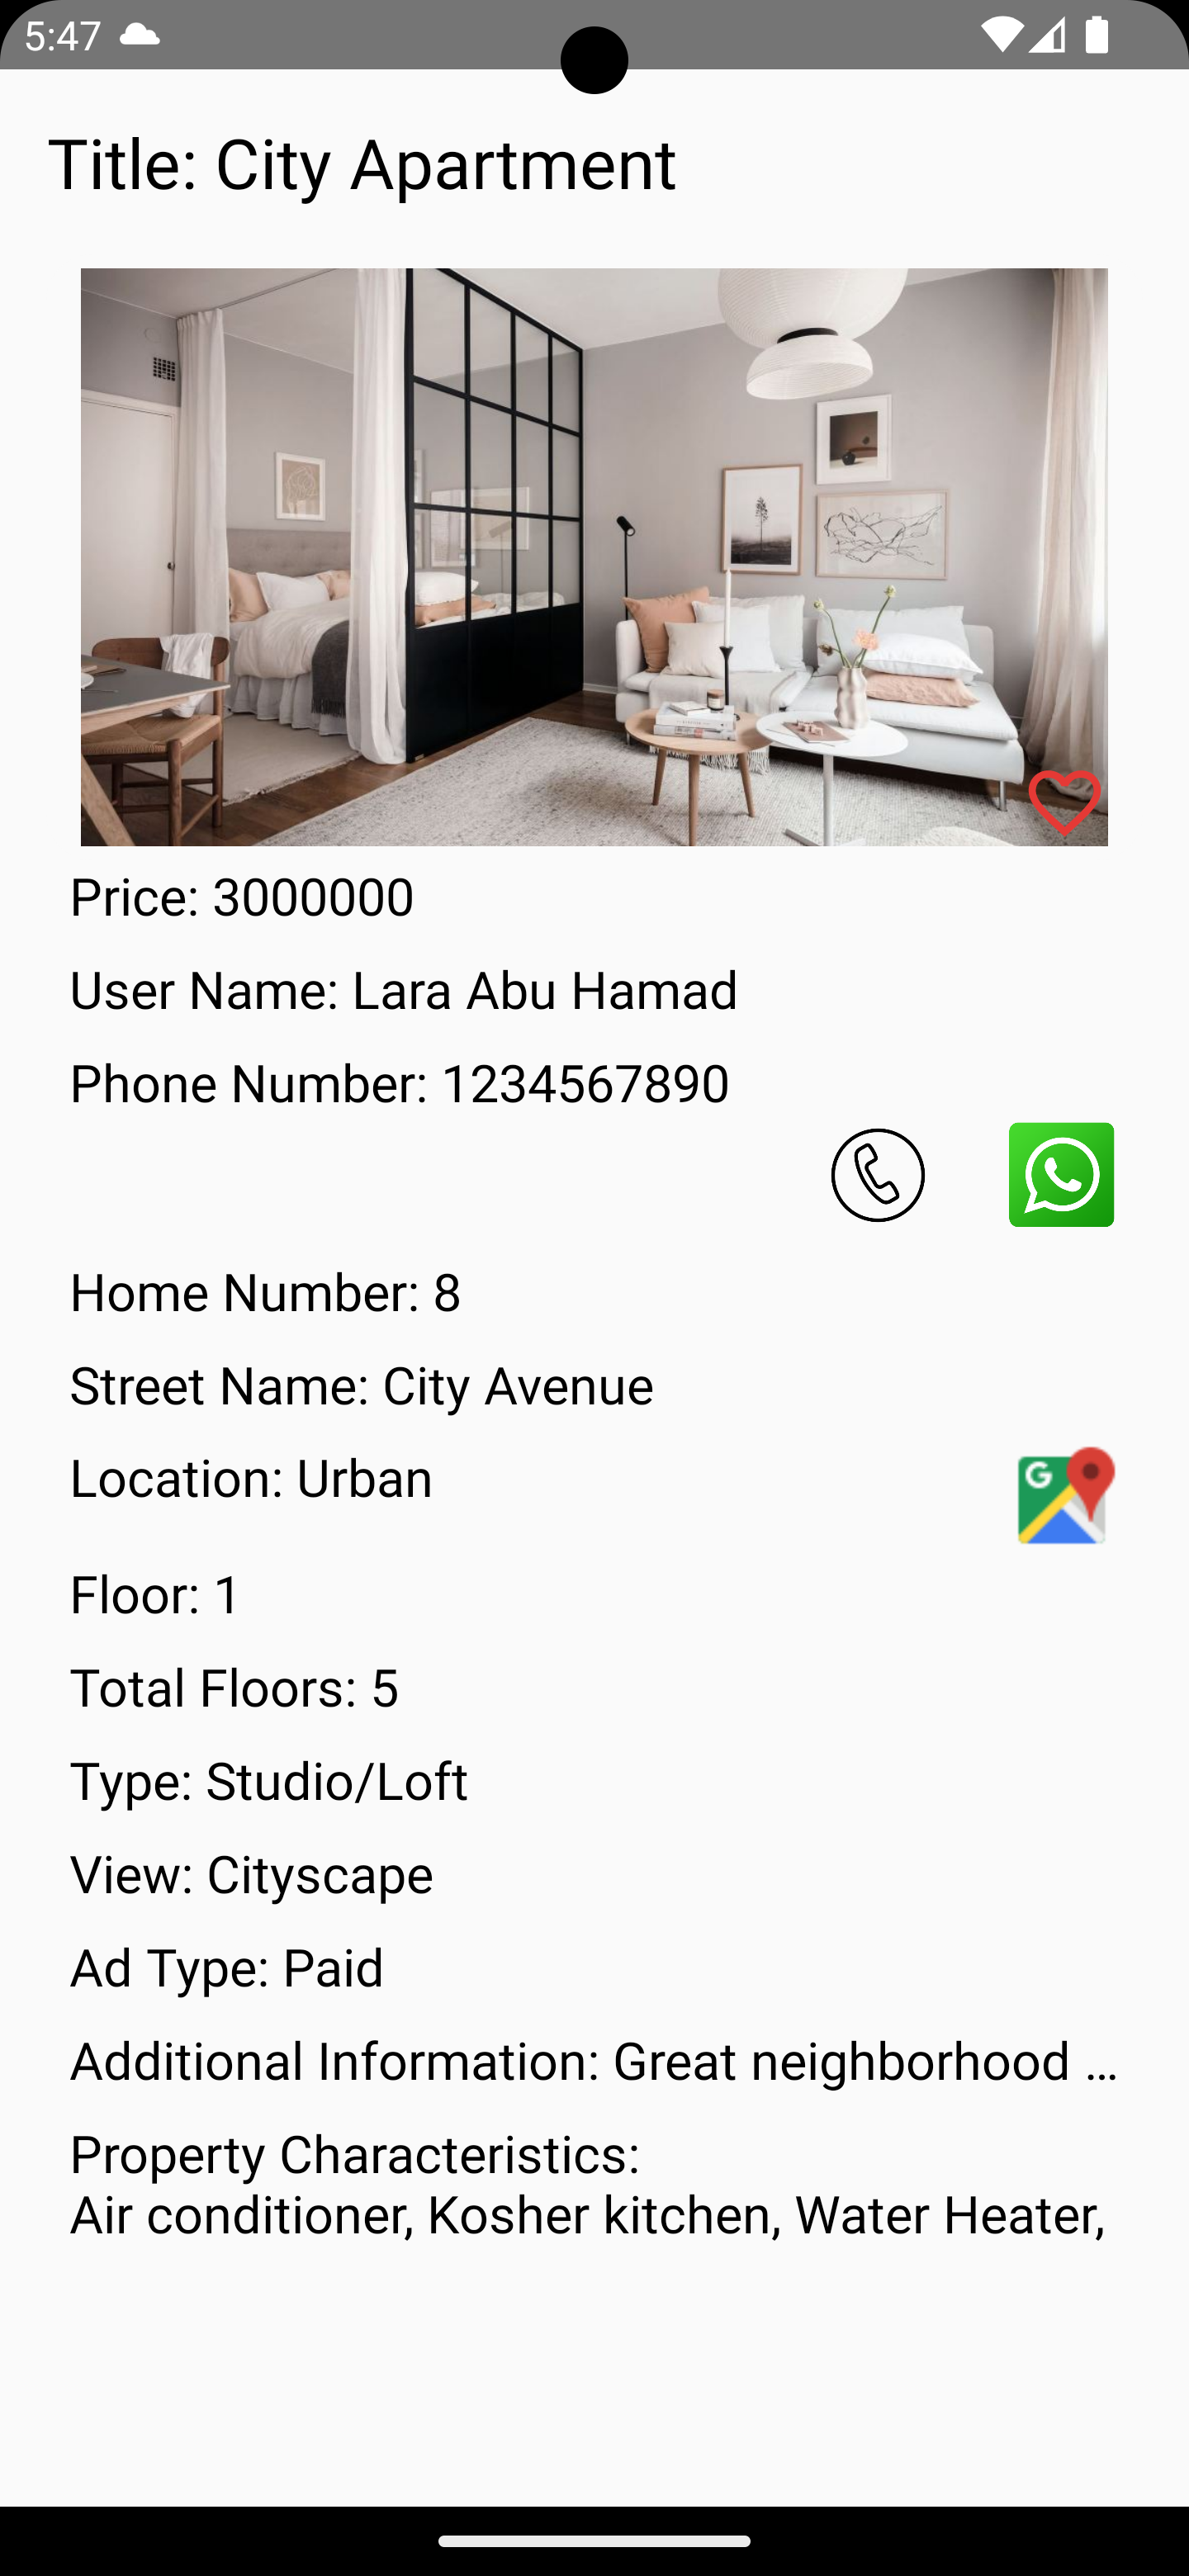 5:47
Title: City Apartment
Price: 3000000
User Name: Lara Abu Hamad
Phone Number: 1234567890
Home Number: 8
Street Name: City Avenue
Location: Urban
G
Floor: 1
Total Floors: 5
Type: Studio/Loft
View: Cityscape
Ad Type: Paid
Additional Information: Great neighborhood ...
Property Characteristics:
Air conditioner, Kosher kitchen, Water Heater,